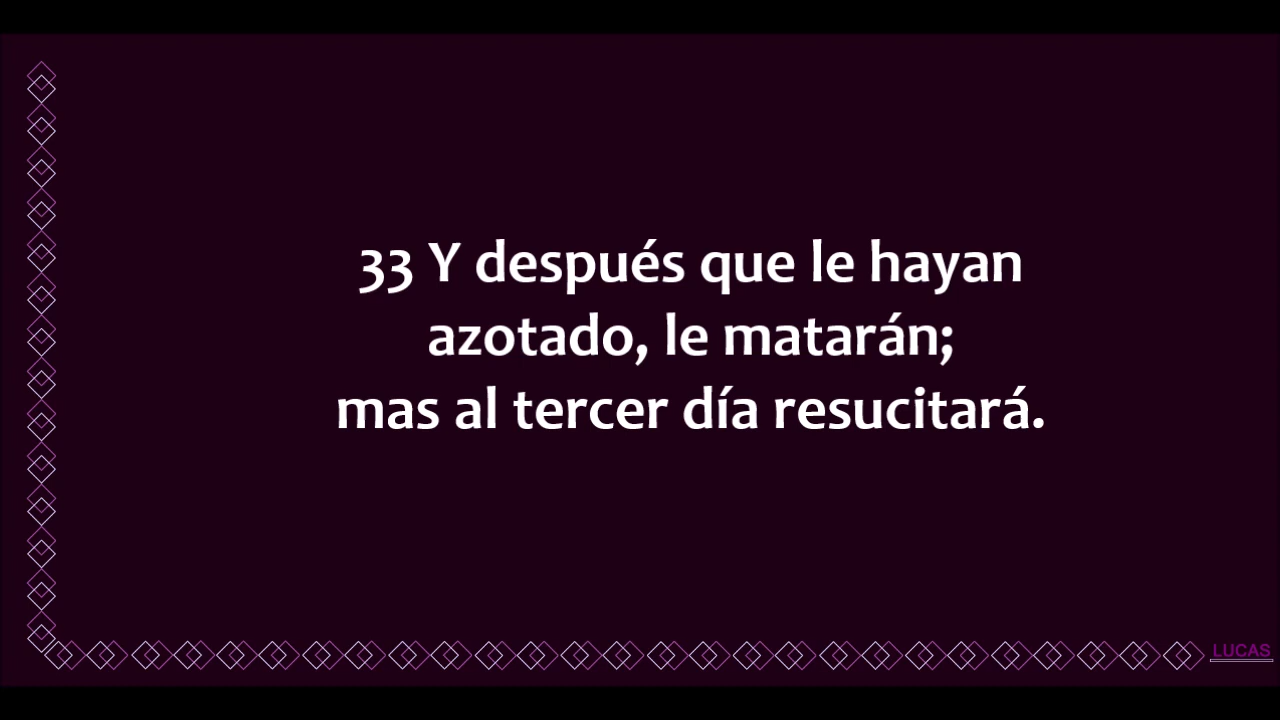 33 Y después que le hayan
azotado, le matarán;
mas al tercer día resucitará.
LUCAS